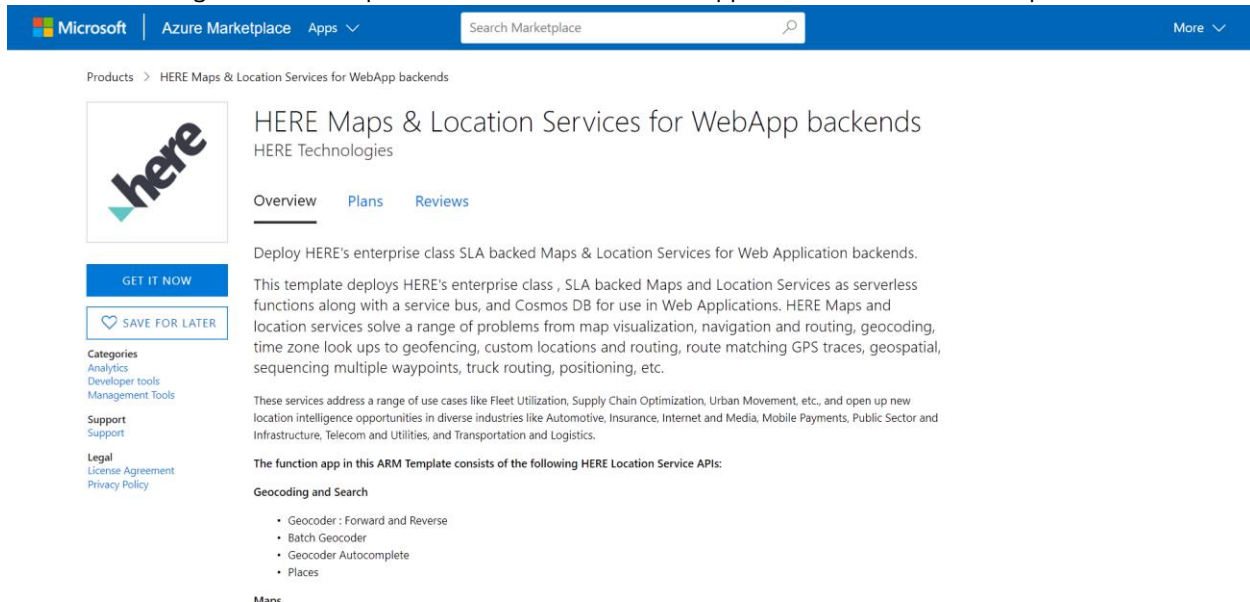 Microsoft
Azure Marketplace
Apps
Search Marketplace
More
Products > HERE Maps & Location Services for WebApp backends
here
HERE Maps & Location Services for WebApp backends
HERE Technologies
Overview Plans Reviews
GET IT NOW
SAVE FOR LATER
Categories
Analytics
Developer tools
Management Tools
Support
Support
Legal
License Agreement
Privacy Policy
Deploy HERE's enterprise class SLA backed Maps & Location Services for Web Application backends.
This template deploys HERE's enterprise class , SLA backed Maps and Location Services as serverless
functions along with a service bus, and Cosmos DB for use in Web Applications. HERE Maps and
location services solve a range of problems from map visualization, navigation and routing, geocoding,
time zone look ups to geofencing, custom locations and routing, route matching GPS traces, geospatial,
sequencing multiple waypoints, truck routing, positioning, etc.
These services address a range of use cases like Fleet Utilization, Supply Chain Optimization, Urban Movement, etc., and open up new
location intelligence opportunities in diverse industries like Automotive, Insurance, Internet and Media, Mobile Payments, Public Sector and
Infrastructure, Telecom and Utilities, and Transportation and Logistics.
The function app in this ARM Template consists of the following HERE Location Service APIs:
Geocoding and Search
• Geocoder : Forward and Reverse
• Batch Geocoder
• Geocoder Autocomplete
• Places
Maps